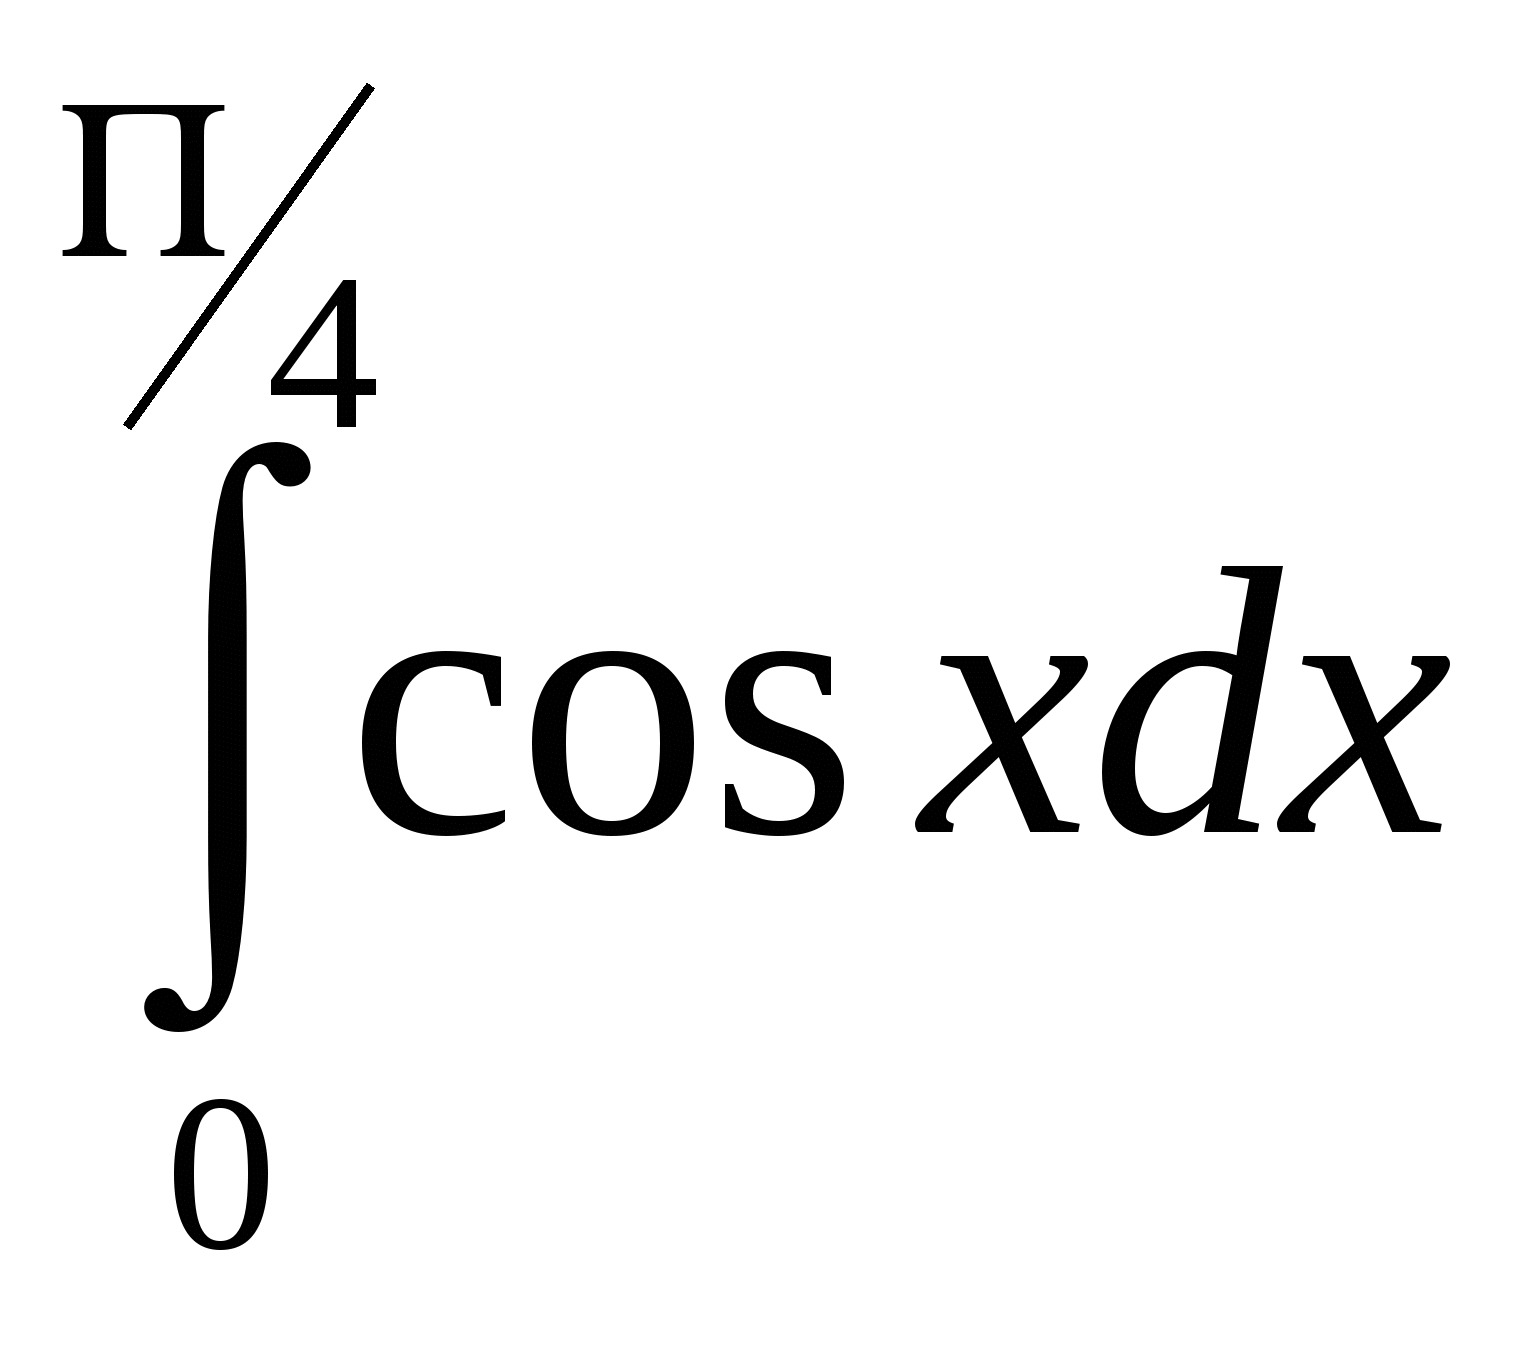 п/4
∫ cos xdx
0